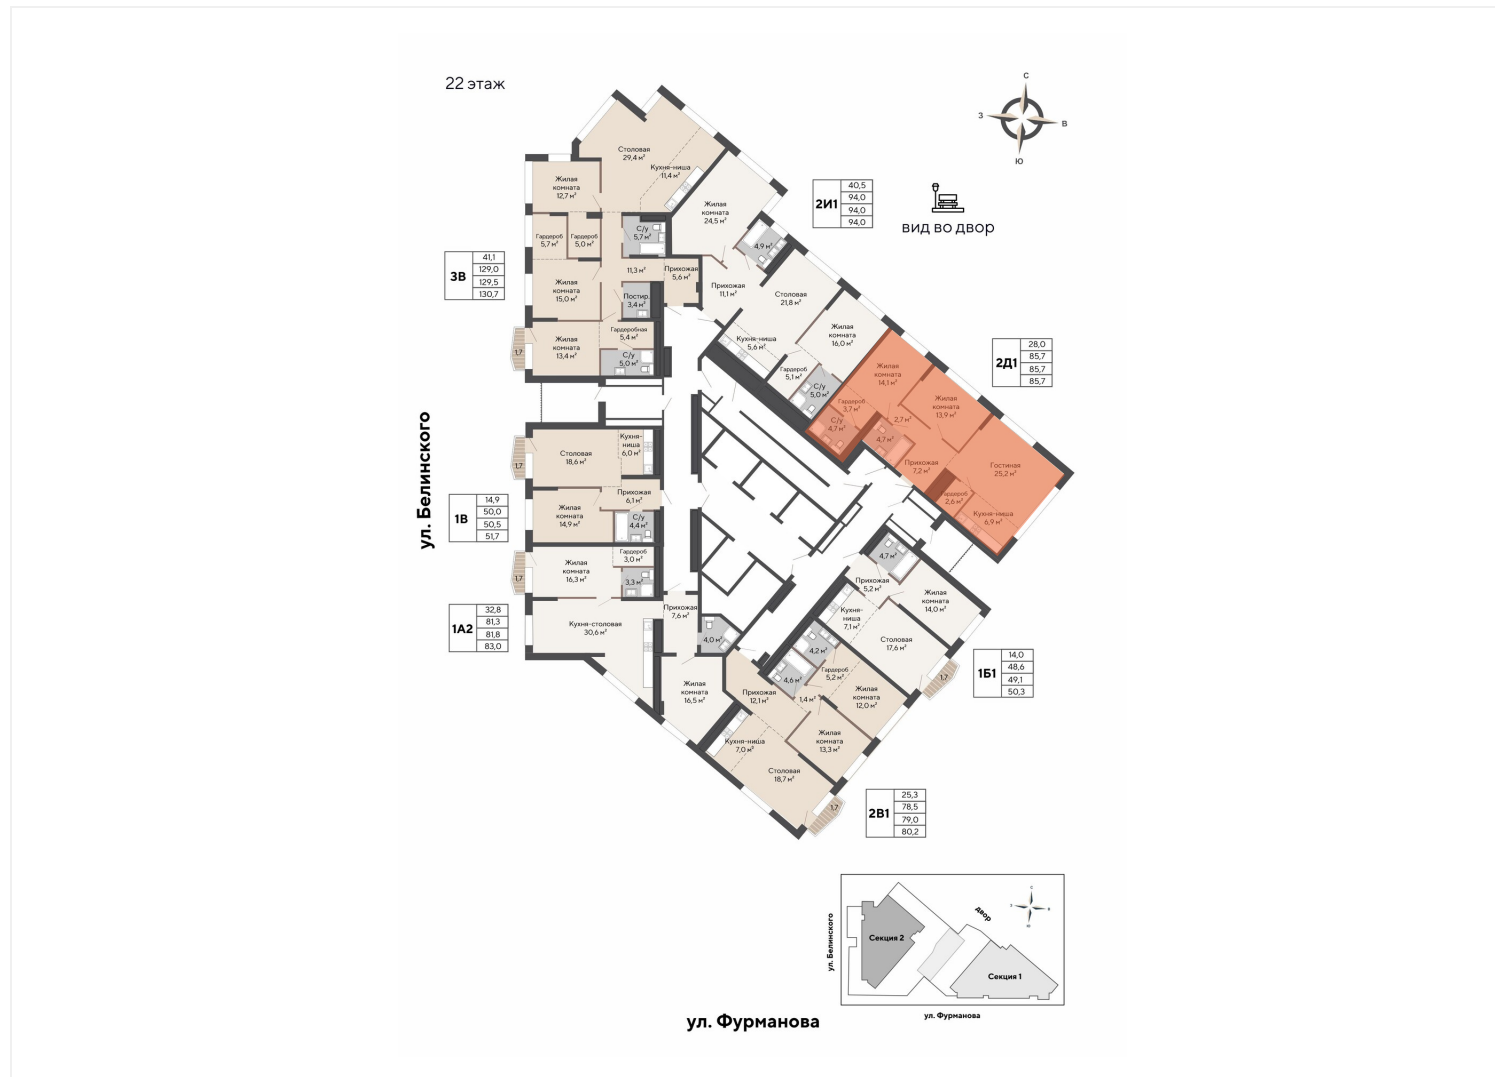 22 этаж
С
З
В
Ю
Столовая
29,4 м²
Кухня-ниша
11,4 м²
Жилая
комната
12,7 м²
Жилая
комната
24,5 м²
2И1
40,5
94,0
94,0
94,0
вид во двор
С/у
5,7 м²
Гардероб
5,7 м²
Гардероб
5,0 м²
4,9 м²
3В
41,1
129,0
129,5
130,7
11,3 м²
Прихожая
5,6 м²
Жилая
комната
15,0 м²
Постир.
3,4 м²
Прихожая
11,1 м²
Столовая
21,8 м²
Жилая
комната
16,0 м²
Кухня-ниша
5,6 м²
Гардеробная
5,4 м²
Жилая
комната
13,4 м²
1,7
С/у
5,0 м²
Гардероб
5,1 м²
С/у
5,0 м²
2Д1
28,0
85,7
85,7
85,7
Жилая
комната
14,1 м²
Жилая
комната
13,9 м²
Гардероб
3,7 м²
2,7 м²
С/у
4,7 м²
4,7 м²
Прихожая
7,2 м²
Гостиная
25,2 м²
Гардероб
2,6 м²
Кухня-ниша
6,9 м²
ул. Белинского
Кухня-
ниша
6,0 м²
Столовая
18,6 м²
1,7
1В
14,9
50,0
50,5
51,7
Прихожая
6,1 м²
Жилая
комната
14,9 м²
С/у
4,4 м²
Гардероб
3,0 м²
Жилая
комната
16,3 м²
1,7
3,3 м²
1А2
32,8
81,3
81,8
83,0
Кухня-столовая
30,6 м²
Прихожая
7,6 м²
4,0 м²
Жилая
комната
16,5 м²
4,7 м²
Прихожая
5,2 м²
Жилая
комната
14,0 м²
Кухня-
ниша
7,1 м²
Столовая
17,6 м²
1,7
1Б1
14,0
48,6
49,1
50,3
4,2 м²
4,6 м²
Гардероб
5,2 м²
Жилая
комната
12,0 м²
Прихожая
12,1 м²
1,4 м²
Жилая
комната
13,3 м²
Кухня-ниша
7,0 м²
Столовая
18,7 м²
1,7
2В1
25,3
78,5
79,0
80,2
ул. Белинского
Секция 2
двор
Секция 1
ул. Фурманова
ул. Фурманова